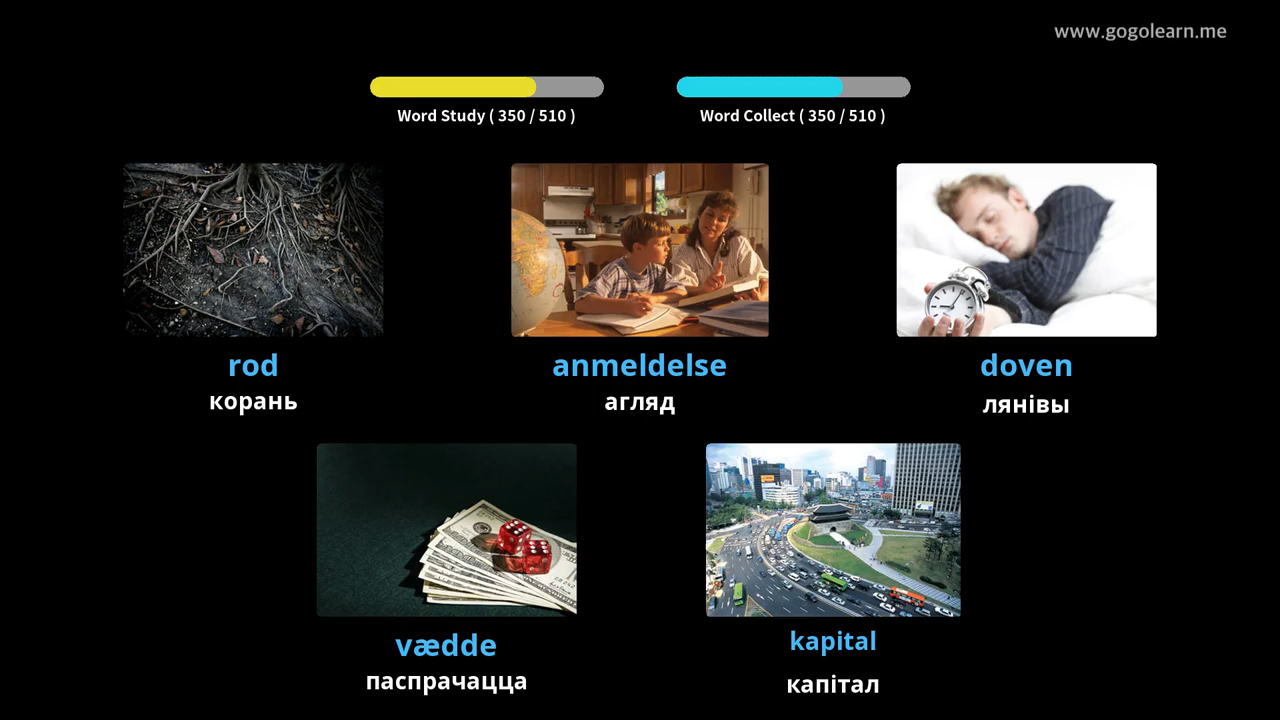 www.gogolearn.me
Word Study ( 350 / 510 )
Word Collect ( 350 / 510 )
rod
корань
anmeldelse
агляд
doven
лянівы
vædde
паспрачацца
kapital
капітал